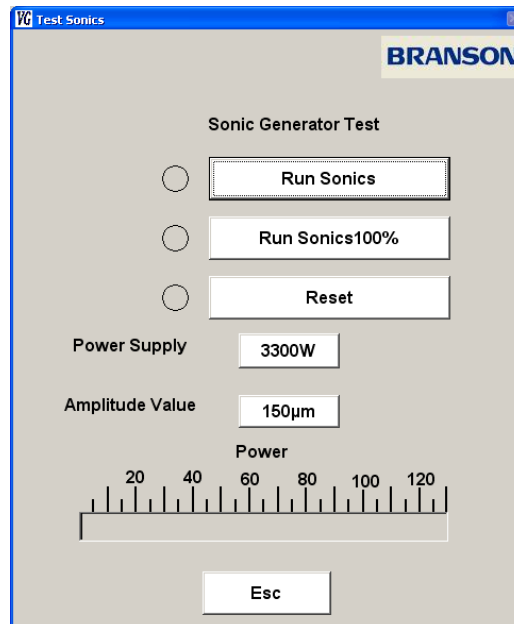 VG Test Sonics
BRANSON
Sonic Generator Test
Run Sonics
Run Sonics100%
Reset
Power Supply 3300W
Amplitude Value 150µm
Power
20 40 60 80 100 120
Esc